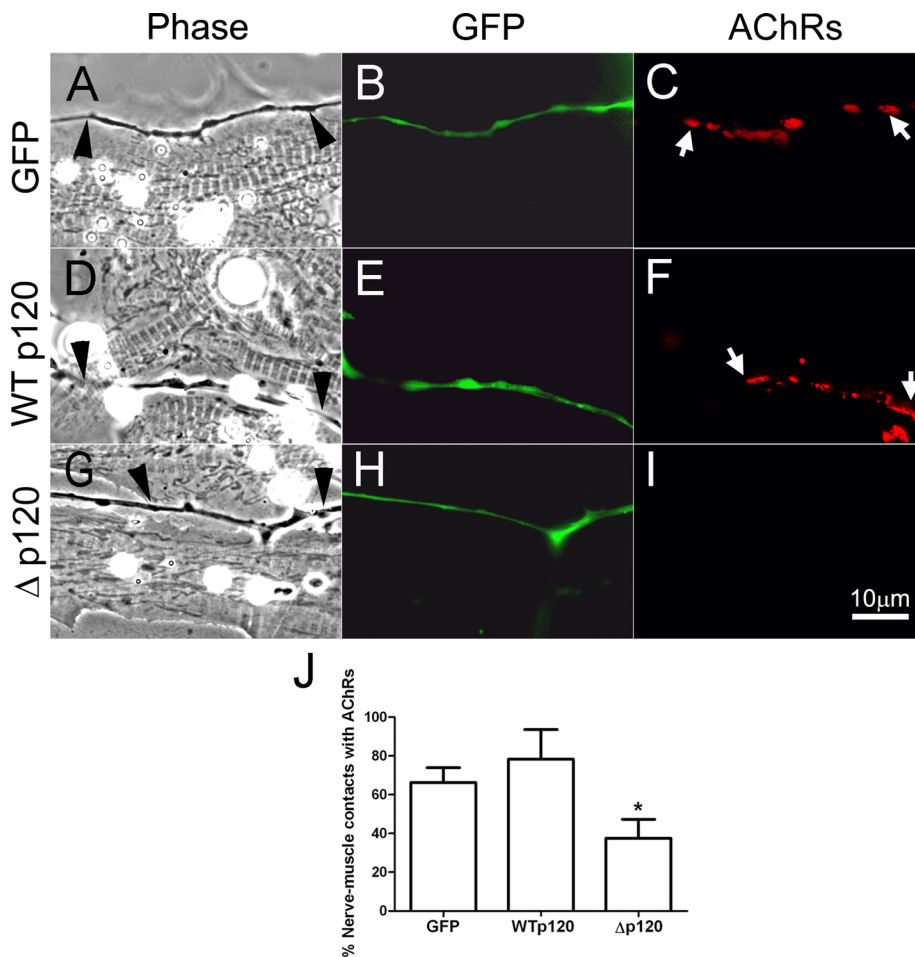 Phase GFP AChRs
GFP
A B C
WT p120
D E F
Δ p120
G H I
10μm
J
% Nerve-muscle contacts with AChRs
100
80
60
40
20
0
*
GFP WTp120 Δp120